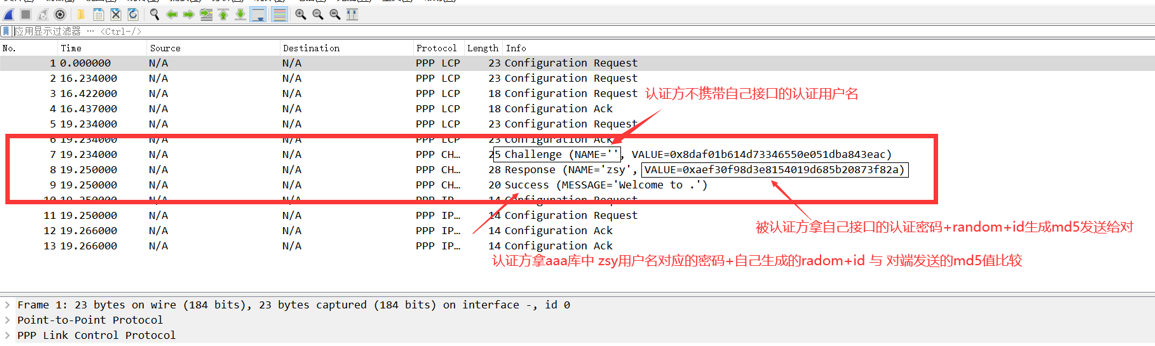 应用显示过滤器 … <Ctrl-/>
No. Time Source Destination Protocol Length Info
1 0.000000 N/A N/A PPP LCP 23 Configuration Request
2 16.234000 N/A N/A PPP LCP 23 Configuration Request
3 16.422000 N/A N/A PPP LCP 18 Configuration Request
认证方不携带自己接口的认证用户名
4 16.437000 N/A N/A PPP LCP 18 Configuration Ack
5 19.234000 N/A N/A PPP LCP 23 Configuration Request
6 19.234000 N/A N/A PPP LCP 23 Configuration Ack
7 19.234000 N/A N/A PPP CH… 25 Challenge (NAME='', VALUE=0x8daf01b614d73346550e051dba843eac)
8 19.250000 N/A N/A PPP CH… 28 Response (NAME='zsy', VALUE=0xaef30f98d3e8154019d685b20873f82a)
9 19.250000 N/A N/A PPP CH… 20 Success (MESSAGE='Welcome to .')
10 19.250000 N/A N/A PPP IP… 14 Configuration Request
11 19.250000 N/A N/A PPP IP… 14 Configuration Request
被认证方拿自己接口的认证密码+random+id生成md5发送给对
12 19.266000 N/A N/A PPP IP… 14 Configuration Ack
13 19.266000 N/A N/A PPP IP… 14 Configuration Ack
认证方拿aaa库中 zsy用户名对应的密码+自己生成的radom+id 与 对端发送的md5值比较
Frame 1: 23 bytes on wire (184 bits), 23 bytes captured (184 bits) on interface -, id 0
Point-to-Point Protocol
PPP Link Control Protocol